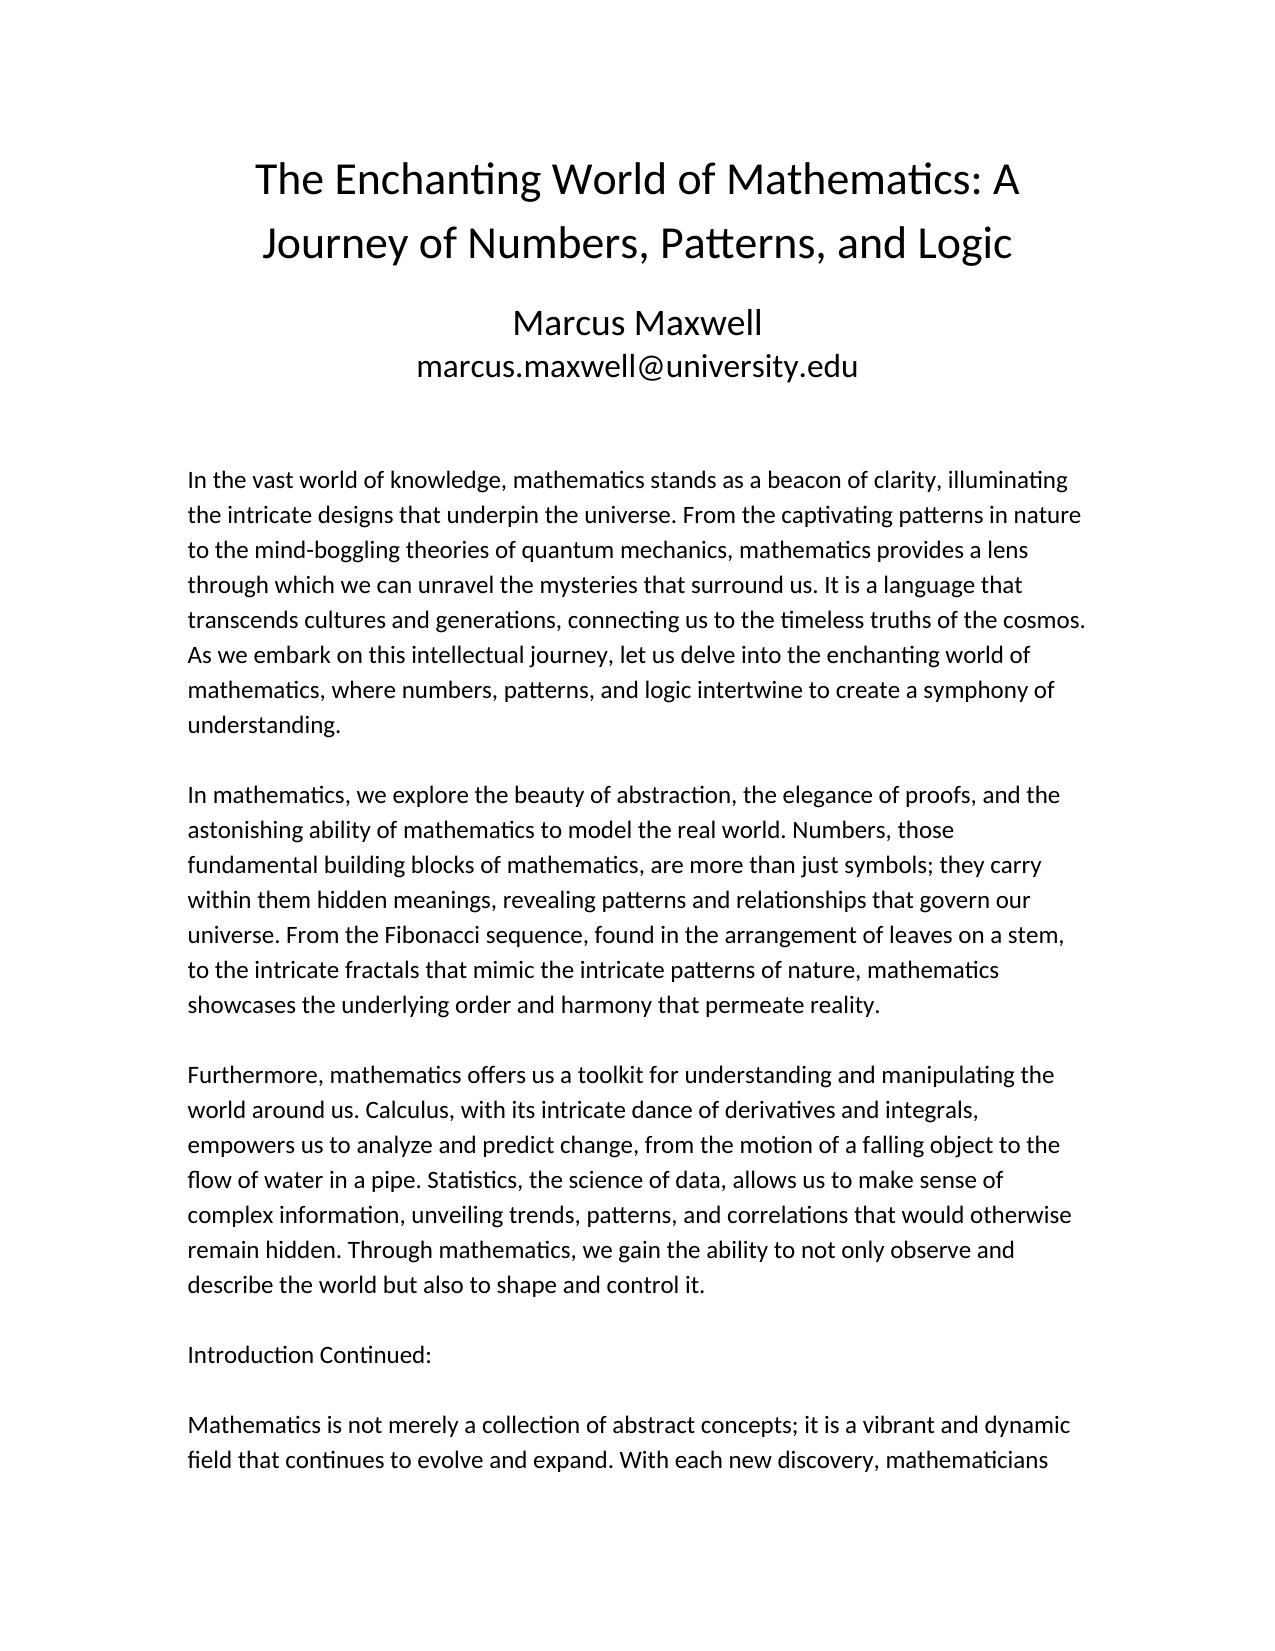 The Enchanting World of Mathematics: A
Journey of Numbers, Patterns, and Logic
Marcus Maxwell
marcus.maxwell@university.edu
In the vast world of knowledge, mathematics stands as a beacon of clarity, illuminating
the intricate designs that underpin the universe. From the captivating patterns in nature
to the mind-boggling theories of quantum mechanics, mathematics provides a lens
through which we can unravel the mysteries that surround us. It is a language that
transcends cultures and generations, connecting us to the timeless truths of the cosmos.
As we embark on this intellectual journey, let us delve into the enchanting world of
mathematics, where numbers, patterns, and logic intertwine to create a symphony of
understanding.
In mathematics, we explore the beauty of abstraction, the elegance of proofs, and the
astonishing ability of mathematics to model the real world. Numbers, those
fundamental building blocks of mathematics, are more than just symbols; they carry
within them hidden meanings, revealing patterns and relationships that govern our
universe. From the Fibonacci sequence, found in the arrangement of leaves on a stem,
to the intricate fractals that mimic the intricate patterns of nature, mathematics
showcases the underlying order and harmony that permeate reality.
Furthermore, mathematics offers us a toolkit for understanding and manipulating the
world around us. Calculus, with its intricate dance of derivatives and integrals,
empowers us to analyze and predict change, from the motion of a falling object to the
flow of water in a pipe. Statistics, the science of data, allows us to make sense of
complex information, unveiling trends, patterns, and correlations that would otherwise
remain hidden. Through mathematics, we gain the ability to not only observe and
describe the world but also to shape and control it.
Introduction Continued:
Mathematics is not merely a collection of abstract concepts; it is a vibrant and dynamic
field that continues to evolve and expand. With each new discovery, mathematicians